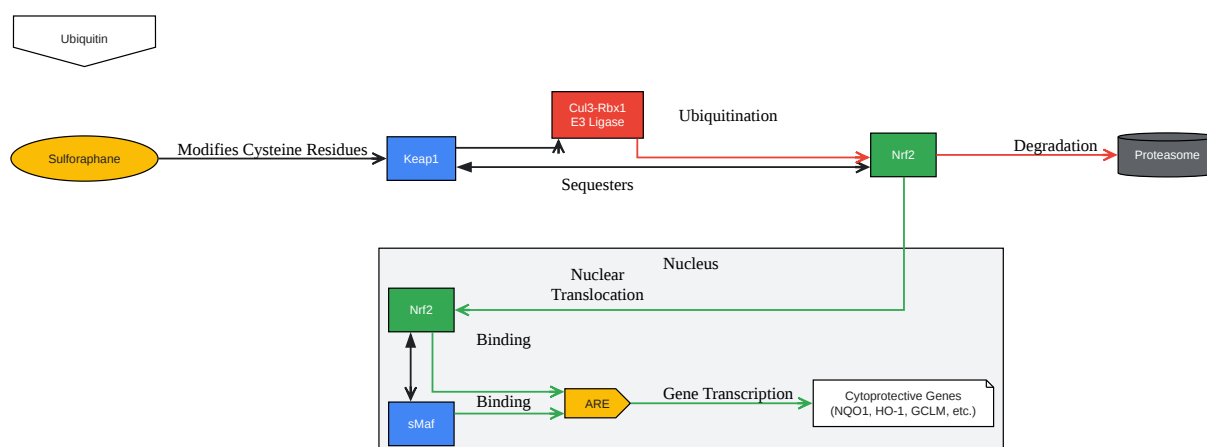 Ubiquitin
Cul3-Rbx1
E3 Ligase
Ubiquitination
Sulforaphane
Modifies Cysteine Residues
Keap1
Sequesters
Nrf2
Degradation
Proteasome
Nucleus
Nuclear
Translocation
Nrf2
Binding
Binding
sMaf
ARE
Gene Transcription
Cytoprotective Genes
(NQO1, HO-1, GCLM, etc.)